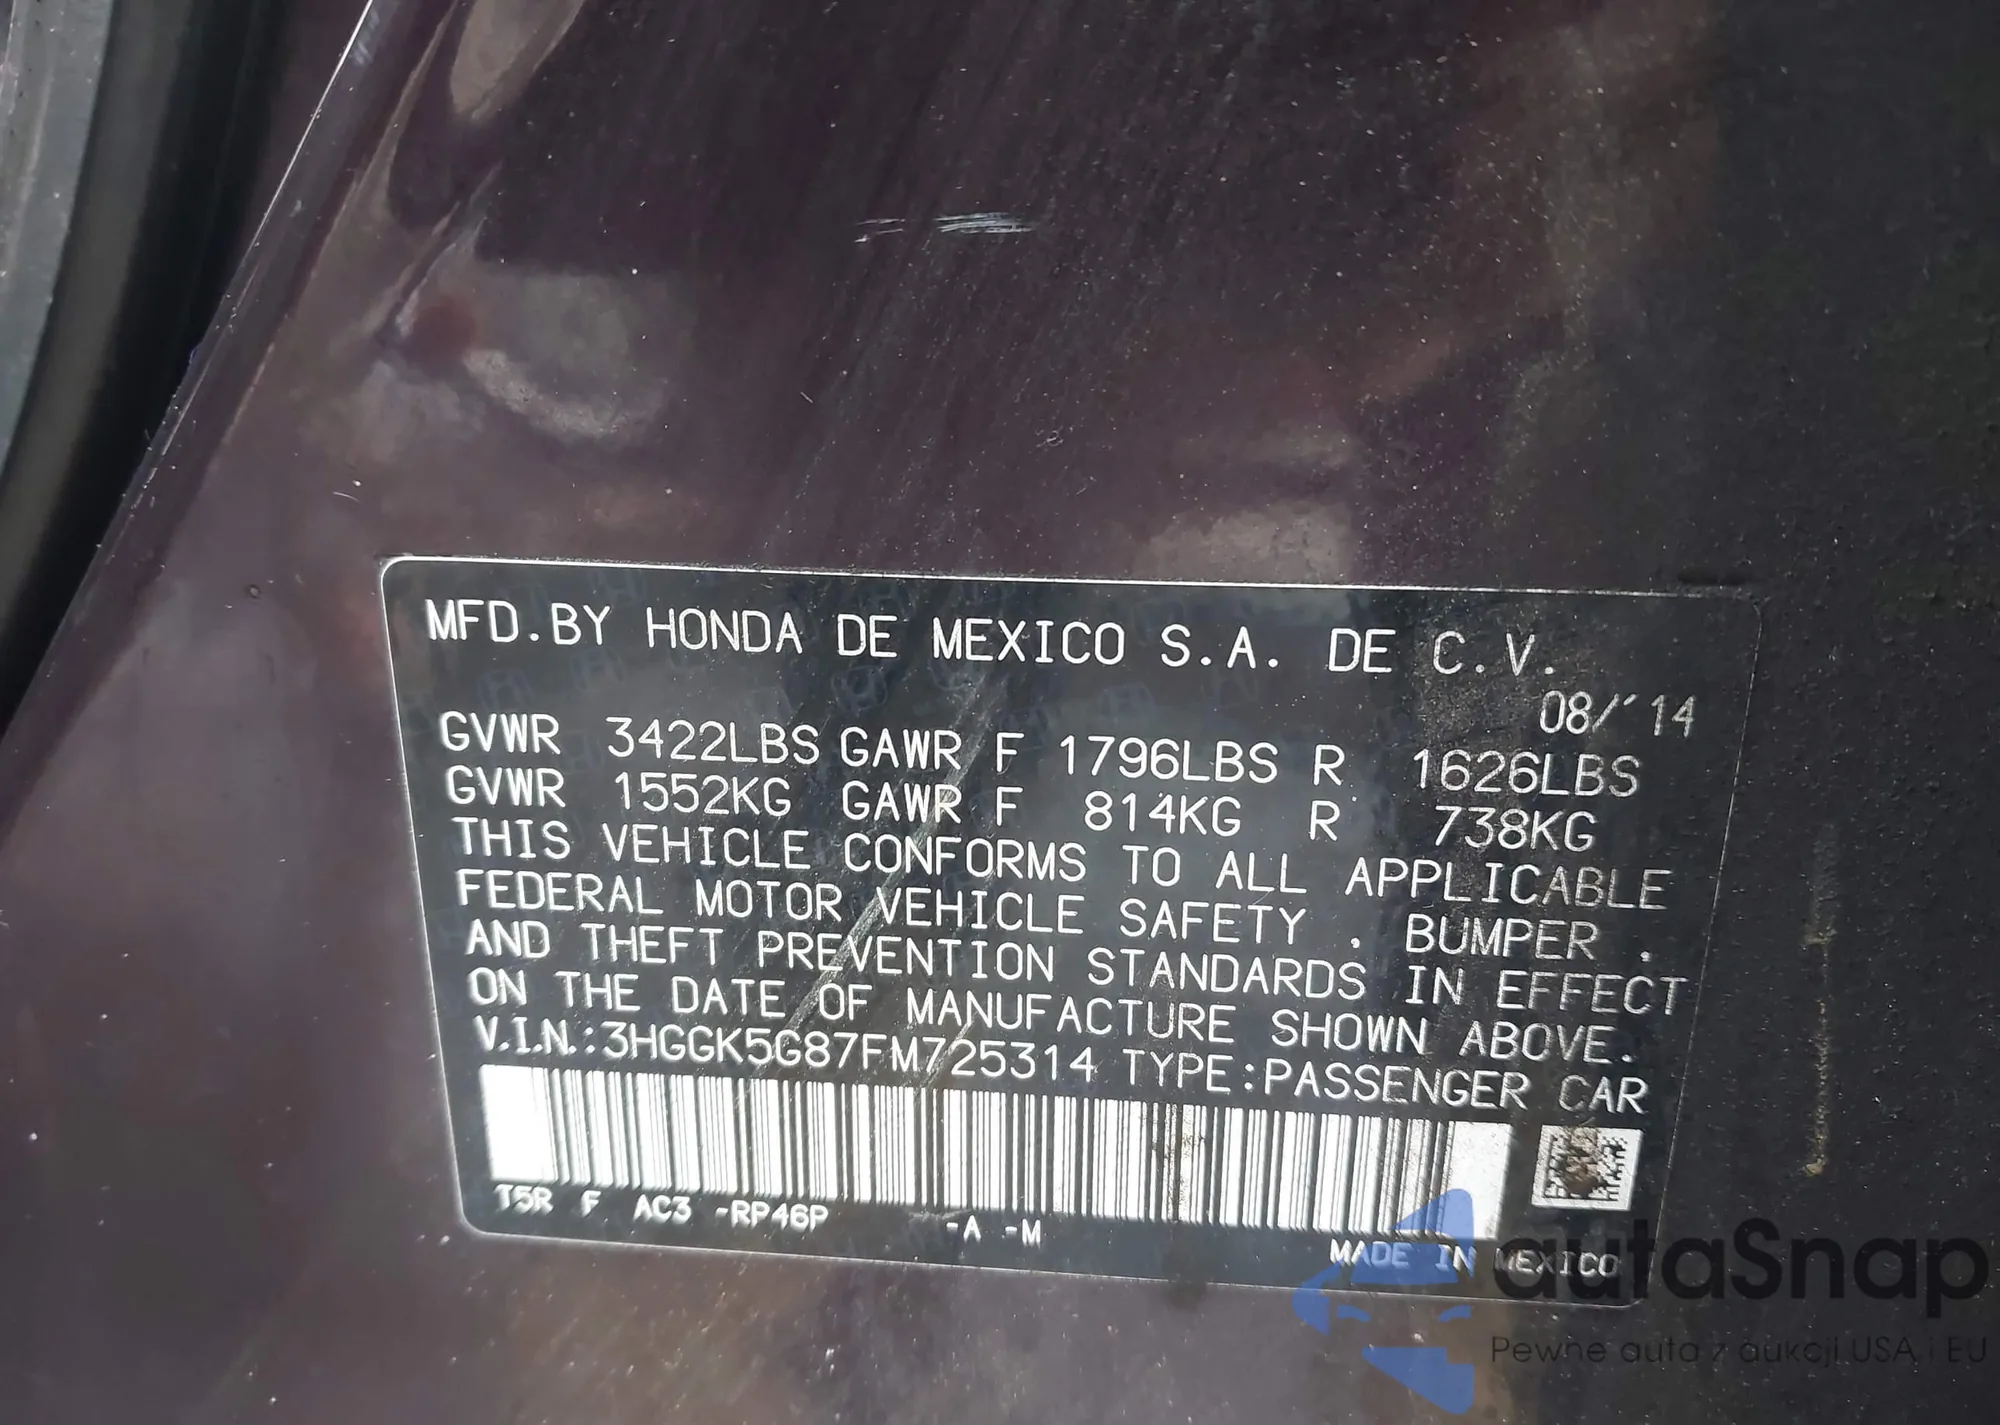 MFD.BY HONDA DE MEXICO S.A. DE C.V.
08/'14
GVWR 3422LBS GAWR F 1796LBS R 1626LBS
GVWR 1552KG GAWR F 814KG R 738KG
THIS VEHICLE CONFORMS TO ALL APPLICABLE
FEDERAL MOTOR VEHICLE SAFETY , BUMPER ,
AND THEFT PREVENTION STANDARDS IN EFFECT
ON THE DATE OF MANUFACTURE SHOWN ABOVE.
V.I.N.:3HGGK5G87FM725314 TYPE:PASSENGER CAR
T5R F AC3 -RP46P -A -M
MADE IN MEXICO
autaSnap
Pewne auta z aukcji USA i EU